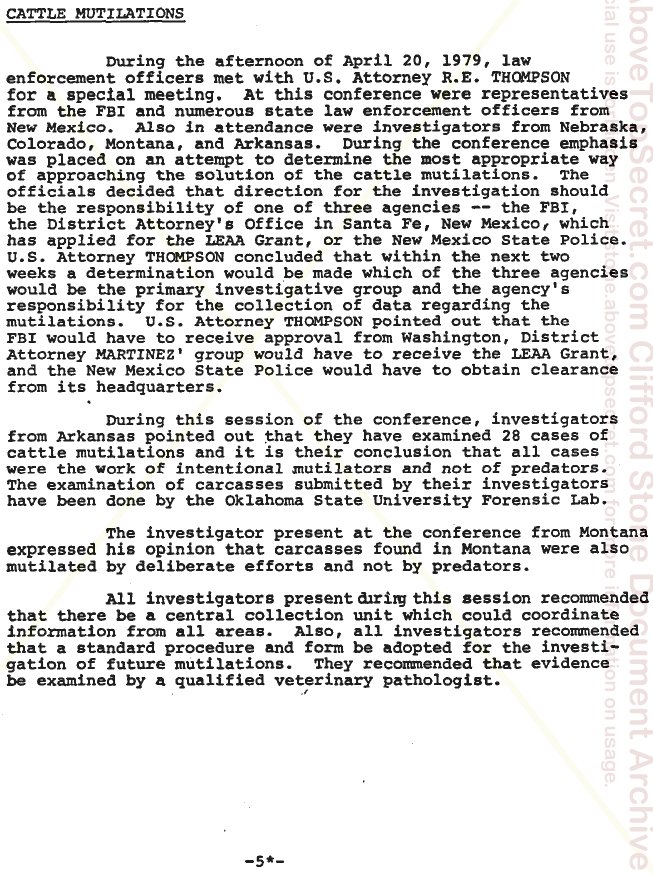 CATTLE MUTILATIONS
During the afternoon of April 20, 1979, law
enforcement officers met with U.S. Attorney R.E. THOMPSON
for a special meeting. At this conference were representatives
from the FBI and numerous state law enforcement officers from
New Mexico. Also in attendance were investigators from Nebraska,
Colorado, Montana, and Arkansas. During the conference emphasis
was placed on an attempt to determine the most appropriate way
of approaching the solution of the cattle mutilations. The
officials decided that direction for the investigation should
be the responsibility of one of three agencies -- the FBI,
the District Attorney's Office in Santa Fe, New Mexico, which
has applied for the LEAA Grant, or the New Mexico State Police.
U.S. Attorney THOMPSON concluded that within the next two
weeks a determination would be made which of the three agencies
would be the primary investigative group and the agency's
responsibility for the collection of data regarding the
mutilations. U.S. Attorney THOMPSON pointed out that the
FBI would have to receive approval from Washington, District
Attorney MARTINEZ' group would have to receive the LEAA Grant,
and the New Mexico State Police would have to obtain clearance
from its headquarters.
During this session of the conference, investigators
from Arkansas pointed out that they have examined 28 cases of
cattle mutilations and it is their conclusion that all cases
were the work of intentional mutilators and not of predators.
The examination of carcasses submitted by their investigators
have been done by the Oklahoma State University Forensic Lab.
The investigator present at the conference from Montana
expressed his opinion that carcasses found in Montana were also
mutilated by deliberate efforts and not by predators.
All investigators present during this session recommended
that there be a central collection unit which could coordinate
information from all areas. Also, all investigators recommended
that a standard procedure and form be adopted for the investi-
gation of future mutilations. They recommended that evidence
be examined by a qualified veterinary pathologist.
-5*-
boveTopSecret.com Clifford Stone Document Archive
on usage.